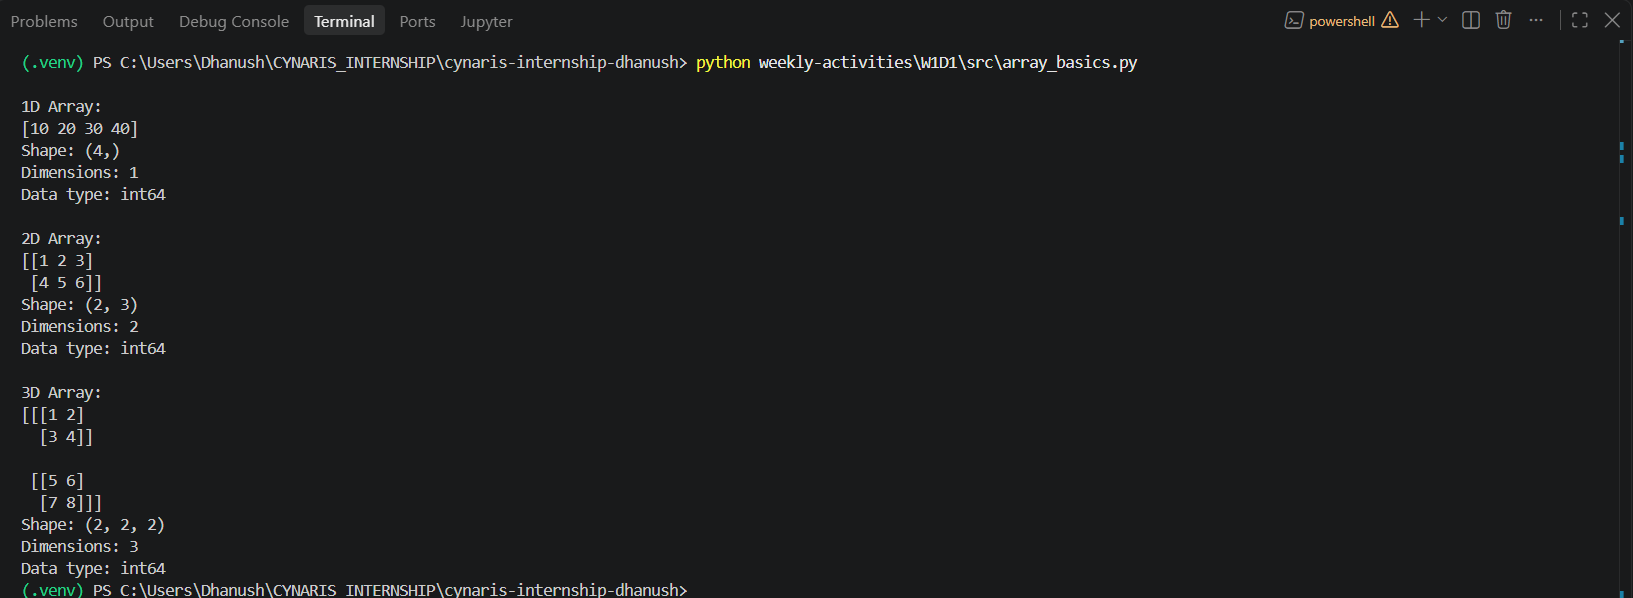 Problems Output Debug Console Terminal Ports Jupyter powershell
(.venv) PS C:\Users\Dhanush\CYNARIS_INTERNSHIP\cynaris-internship-dhanush> python weekly-activities\W1D1\src\array_basics.py
1D Array:
[10 20 30 40]
Shape: (4,)
Dimensions: 1
Data type: int64
2D Array:
[[1 2 3]
 [4 5 6]]
Shape: (2, 3)
Dimensions: 2
Data type: int64
3D Array:
[[[1 2]
  [3 4]]
 [[5 6]
  [7 8]]]
Shape: (2, 2, 2)
Dimensions: 3
Data type: int64
(.venv) PS C:\Users\Dhanush\CYNARIS_INTERNSHIP\cynaris-internship-dhanush>